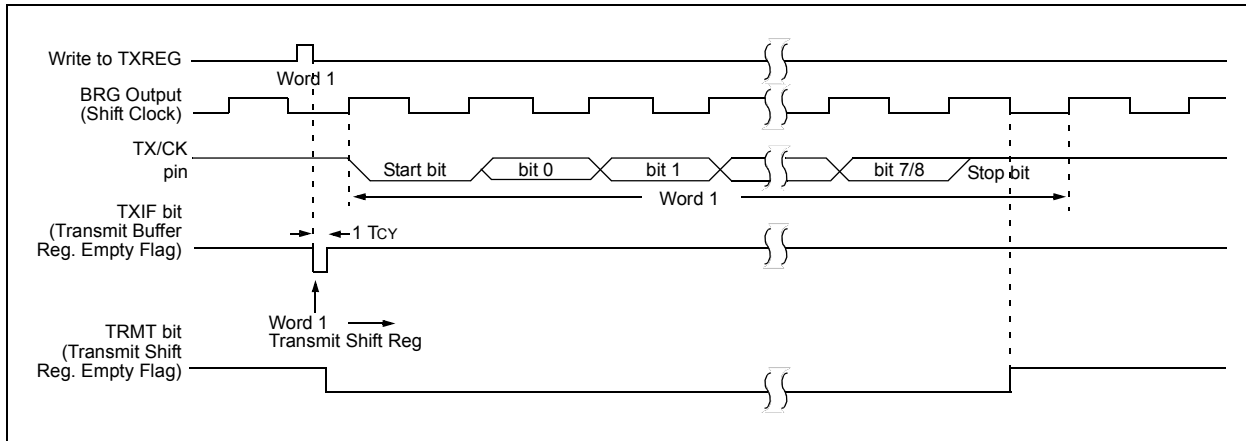 Write to TXREG
Word 1
BRG Output
(Shift Clock)
TX/CK
pin
Start bit
bit 0
bit 1
bit 7/8
Stop bit
Word 1
TXIF bit
(Transmit Buffer
Reg. Empty Flag)
1 TCY
Word 1
Transmit Shift Reg
TRMT bit
(Transmit Shift
Reg. Empty Flag)